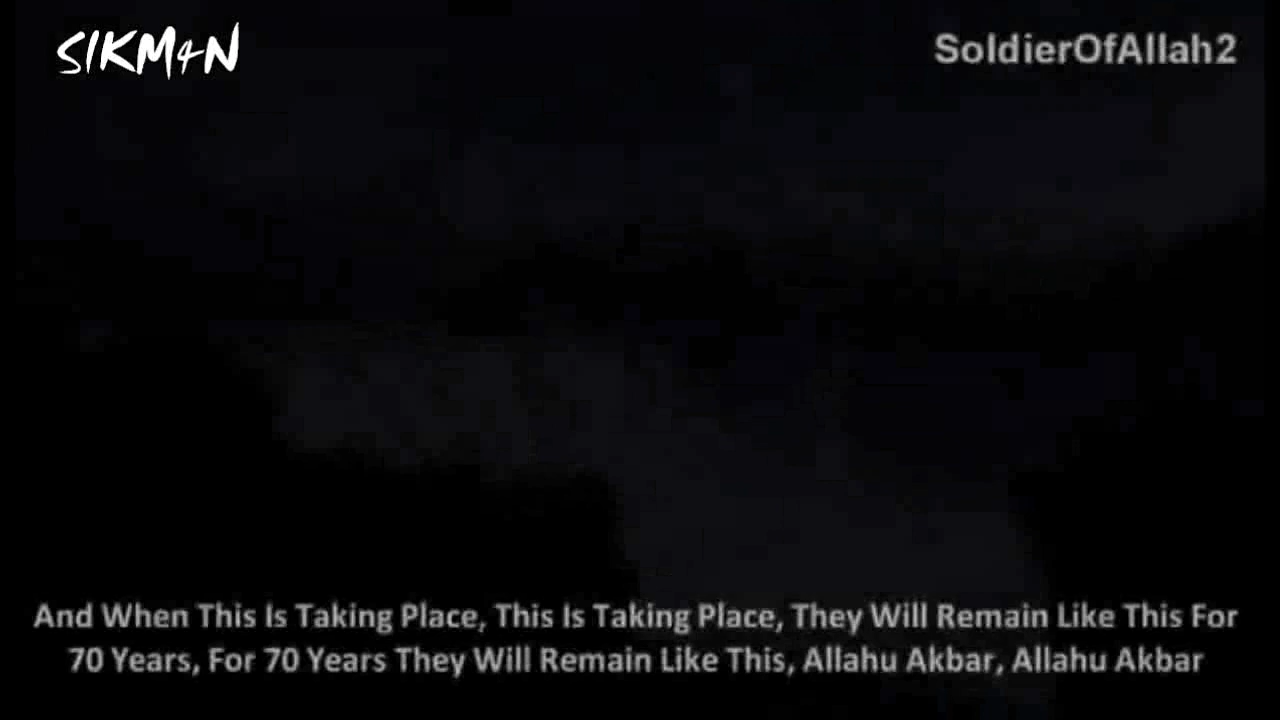 SIKM4N
SoldierOfAllah2
And When This Is Taking Place, This Is Taking Place, They Will Remain Like This For
70 Years, For 70 Years They Will Remain Like This, Allahu Akbar, Allahu Akbar